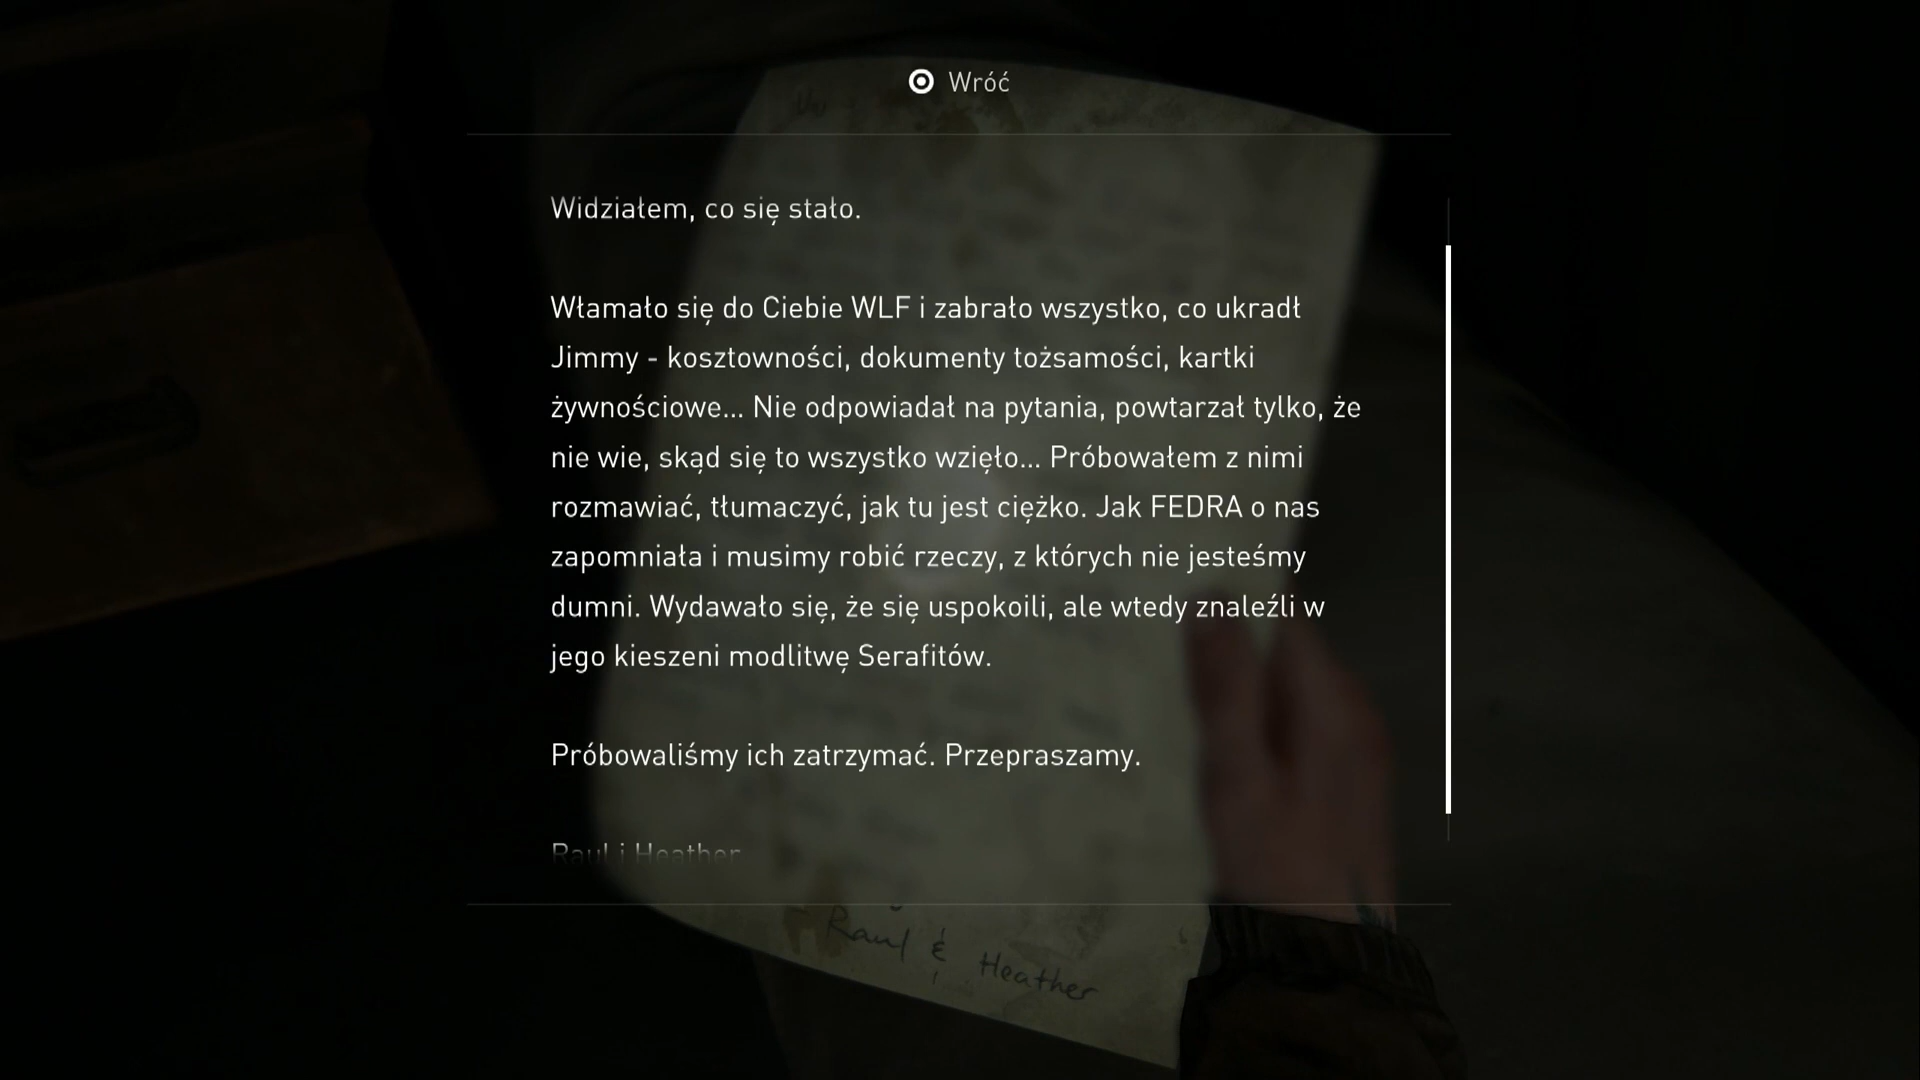 Wróć
Widziałem, co się stało.
Włamało się do Ciebie WLF i zabrało wszystko, co ukradł
Jimmy - kosztowności, dokumenty tożsamości, kartki
żywnościowe... Nie odpowiadał na pytania, powtarzał tylko, że
nie wie, skąd się to wszystko wzięło... Próbowałem z nimi
rozmawiać, tłumaczyć, jak tu jest ciężko. Jak FEDRA o nas
zapomniała i musimy robić rzeczy, z których nie jesteśmy
dumni. Wydawało się, że się uspokoili, ale wtedy znaleźli w
jego kieszeni modlitwę Serafitów.
Próbowaliśmy ich zatrzymać. Przepraszamy.
Raul i Heather
Raul & Heather